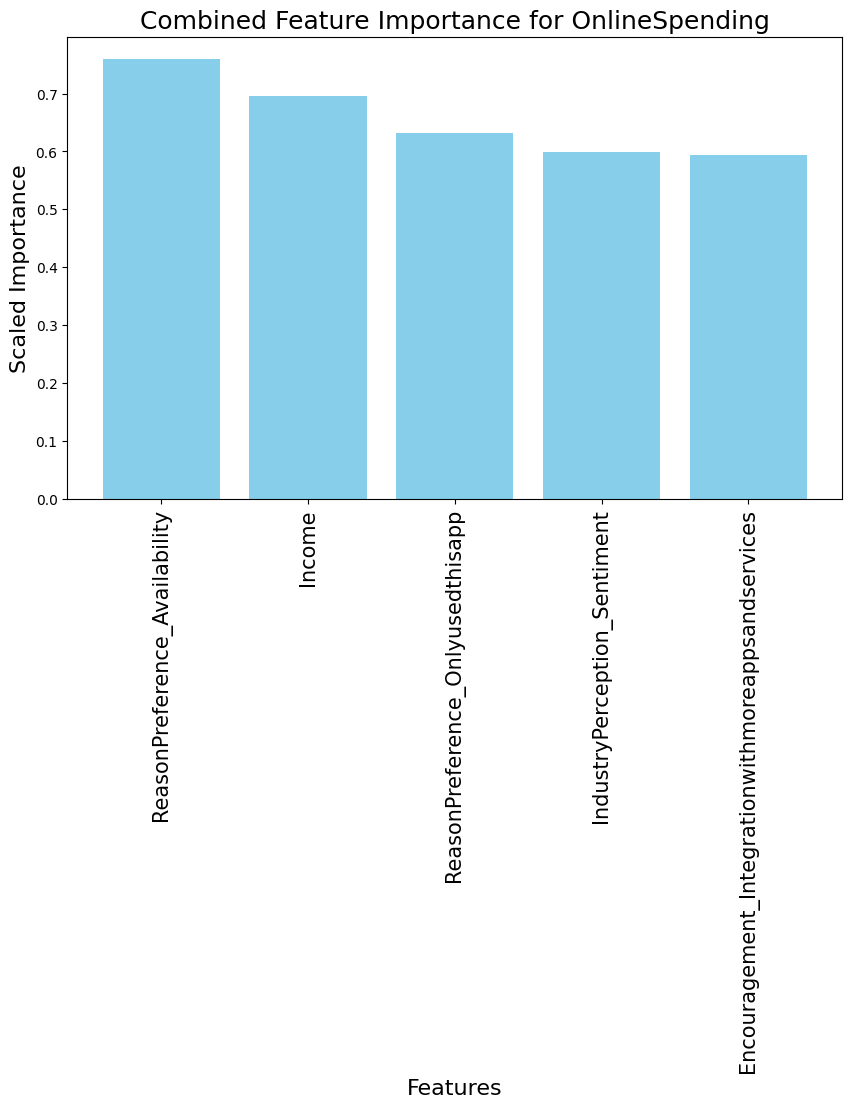 Combined Feature Importance for OnlineSpending
Scaled Importance
0.7
0.6
0.5
0.4
0.3
0.2
0.1
0.0
ReasonPreference_Availability
Income
ReasonPreference_Onlyusedthisapp
IndustryPerception_Sentiment
Encouragement_Integrationwithmoreappsandservices
Features